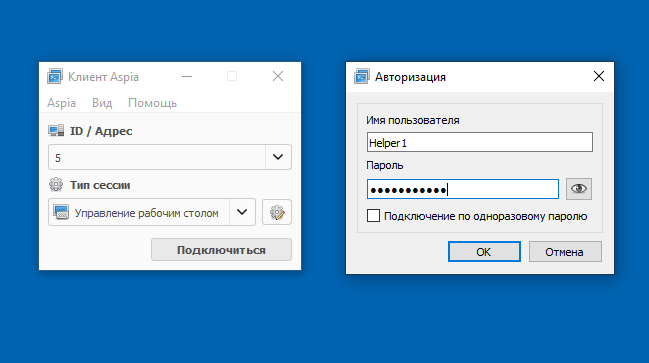 Клиент Aspia
Aspia Вид Помощь
ID / Адрес
5
Тип сессии
Управление рабочим столом
Подключиться
Авторизация
Имя пользователя
Helper1
Пароль
●●●●●●●●●●●
Подключение по одноразовому паролю
OK Отмена